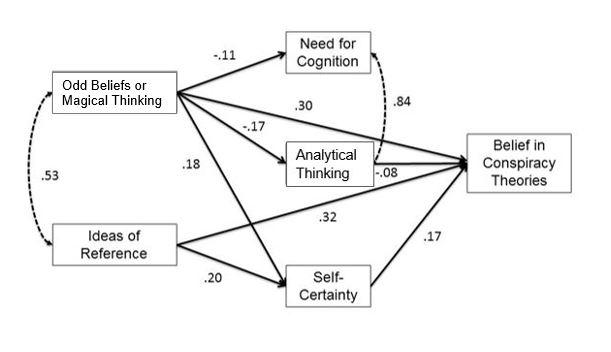 Need for
Cognition
-.11
Odd Beliefs or
Magical Thinking
.30
.84
-.17
Analytical
Thinking
Belief in
Conspiracy
Theories
.53
.18
-.08
.32
Ideas of
Reference
.17
.20
Self-
Certainty